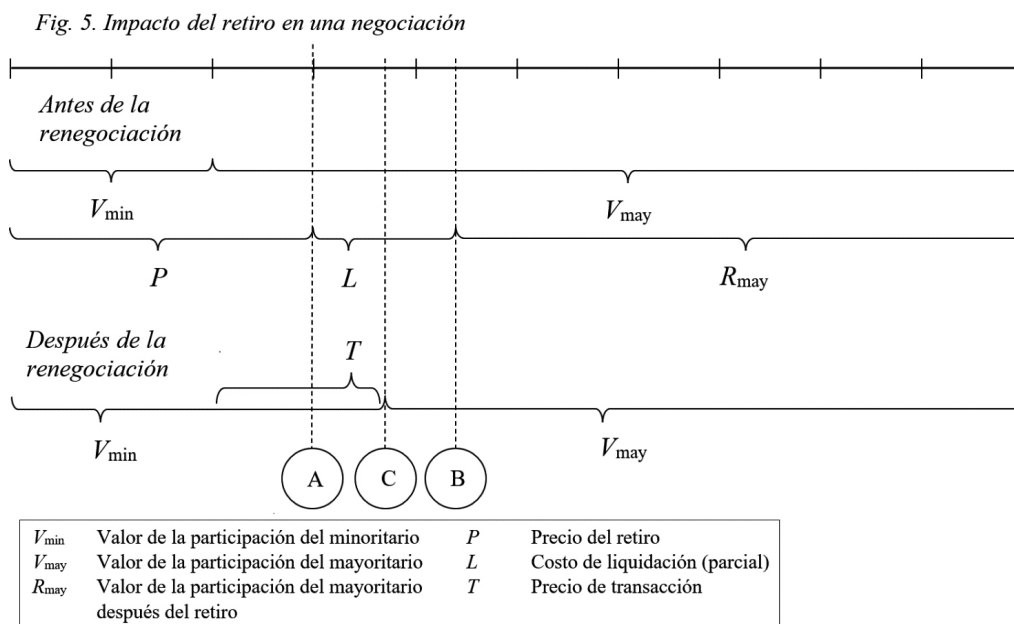 Fig. 5. Impacto del retiro en una negociación
Antes de la
renegociación
Vmin Vmay
P L Rmay
Después de la
renegociación
T
Vmin Vmay
A C B
Vmin Valor de la participación del minoritario P Precio del retiro
Vmay Valor de la participación del mayoritario L Costo de liquidación (parcial)
Rmay Valor de la participación del mayoritario T Precio de transacción
después del retiro